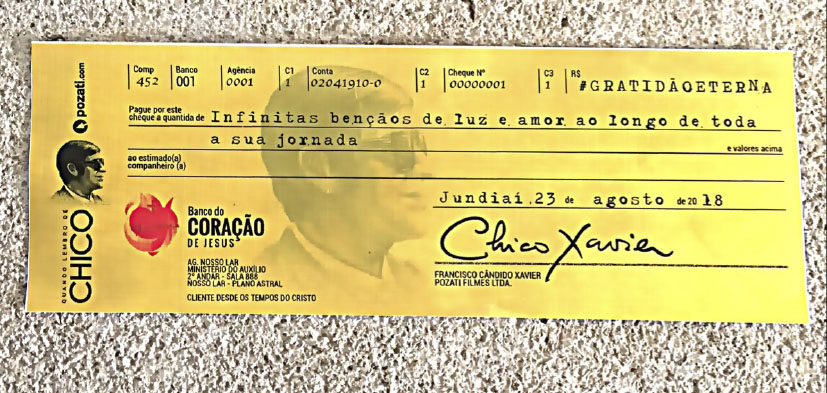 Comp Banco Agência C1 Conta C2 Cheque Nº C3 R$
452 001 0001 1 02041910-0 1 00000001 1 #GRATIDÃOETERNA
Pague por este
chéque a quantida de Infinitas bençãos de luz e amor ao longo de toda
a sua jornada e valores acima
ao estimado(a)
companheiro (a)
Jundiaí, 23 de agosto de 2018
Banco do
CORAÇÃO
DE JESUS
AG. NOSSO LAR
MINISTÉRIO DO AUXÍLIO
2º ANDAR - SALA 888
NOSSO LAR - PLANO ASTRAL
CLIENTE DESDE OS TEMPOS DO CRISTO
Chico Xavier
FRANCISCO CÂNDIDO XAVIER
POZATI FILMES LTDA.
pozati.com
QUANDO LEMBRO DE
CHICO